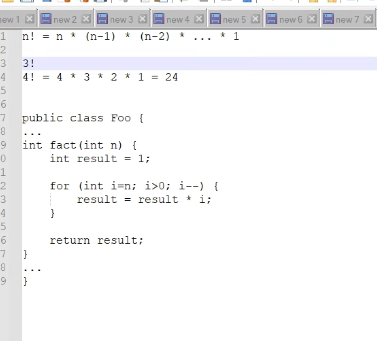 new 1 new 2 new 3 new 4 new 5 new 6 new 7
1 n! = n * (n-1) * (n-2) * ... * 1
2
3 3!
4 4! = 4 * 3 * 2 * 1 = 24
5
6
7 public class Foo {
8 ...
9 int fact(int n) {
0     int result = 1;
1
2     for (int i=n; i>0; i--) {
3         result = result * i;
4     }
5
6     return result;
7 }
8 ...
9 }